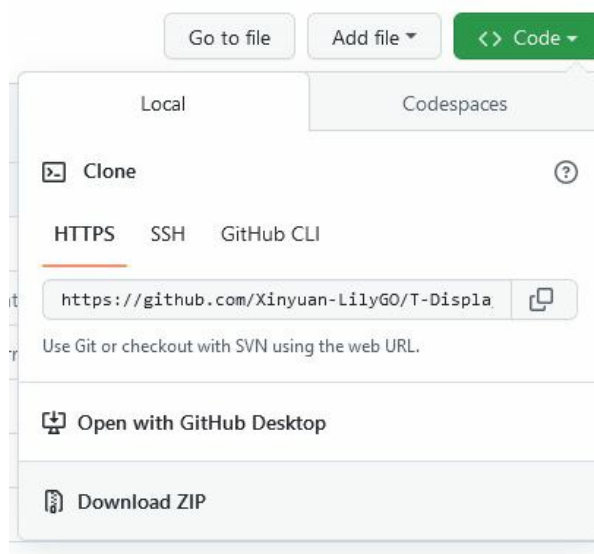 Go to file Add file <> Code
Local Codespaces
Clone
HTTPS SSH GitHub CLI
https://github.com/Xinyuan-LilyGO/T-Displa
Use Git or checkout with SVN using the web URL.
Open with GitHub Desktop
Download ZIP